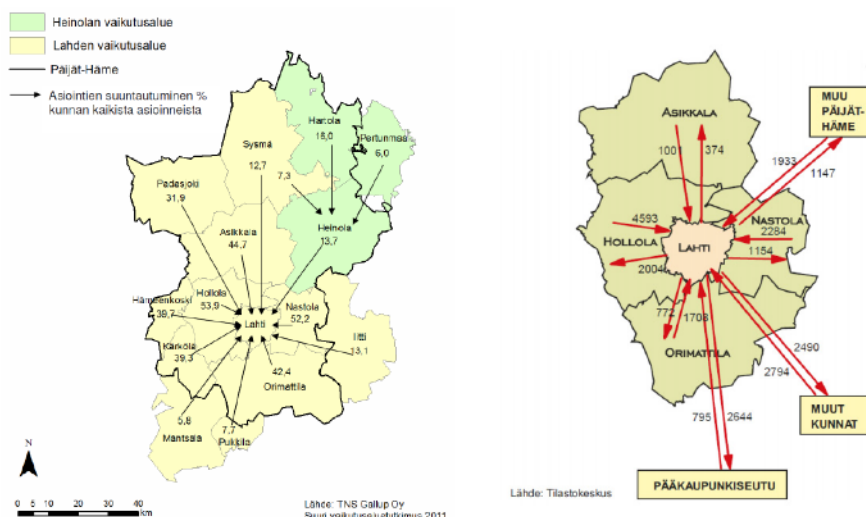 Heinolan vaikutusalue
Lahden vaikutusalue
Päijät-Häme
Asiointien suuntautuminen %
kunnan kaikista asioinneista
Hartola
16,0
Pertunmaa
6,0
Sysmä
12,7
7,3
Padasjoki
31,9
Heinola
13,7
Asikkala
44,7
Hollola
53,9
Hämeenkoski
39,7
Nastola
52,2
Lahti
Iitti
13,1
Kärkölä
39,3
42,4
Orimattila
5,8
Mäntsälä
7,7
Pukkila
N
0 5 10 20 30 40
km
Lähde: TNS Gallup Oy
Suuri vaikutusaluetutkimus 2011
MUU
PÄIJÄT-
HÄME
ASIKKALA
1001
374
1933
1147
4593
NASTOLA
2284
HOLLOLA
LAHTI
1154
2004
772
1708
ORIMATTILA
2490
2794
795
2644
MUUT
KUNNAT
PÄÄKAUPUNKISEUTU
Lähde: Tilastokeskus